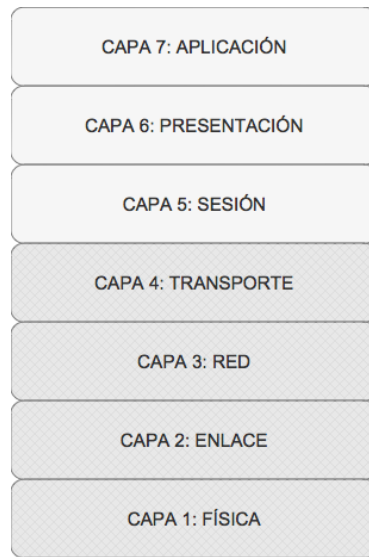 CAPA 7: APLICACIÓN
CAPA 6: PRESENTACIÓN
CAPA 5: SESIÓN
CAPA 4: TRANSPORTE
CAPA 3: RED
CAPA 2: ENLACE
CAPA 1: FÍSICA